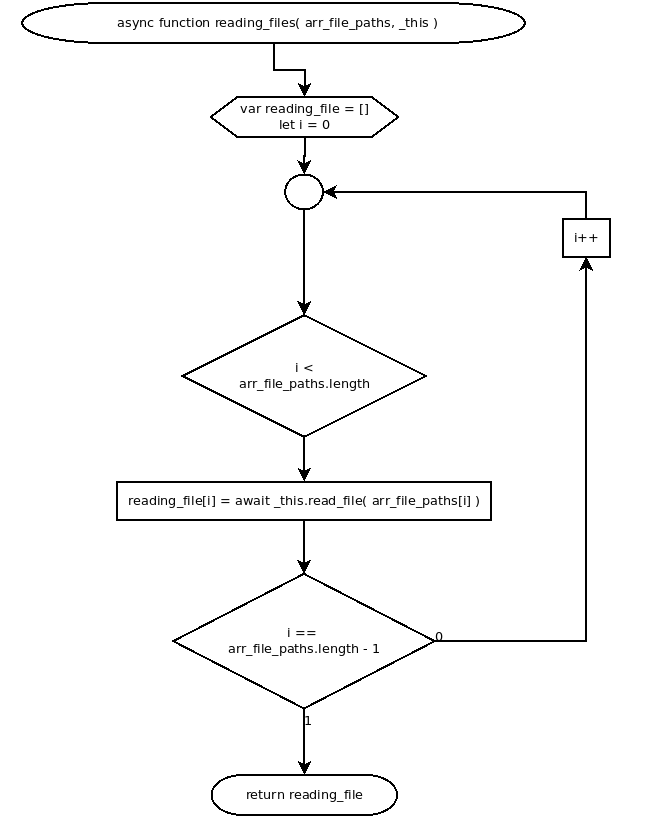 async function reading_files( arr_file_paths, _this )
var reading_file = []
let i = 0
i++
i <
arr_file_paths.length
reading_file[i] = await _this.read_file( arr_file_paths[i] )
i ==
arr_file_paths.length - 1
0
1
return reading_file